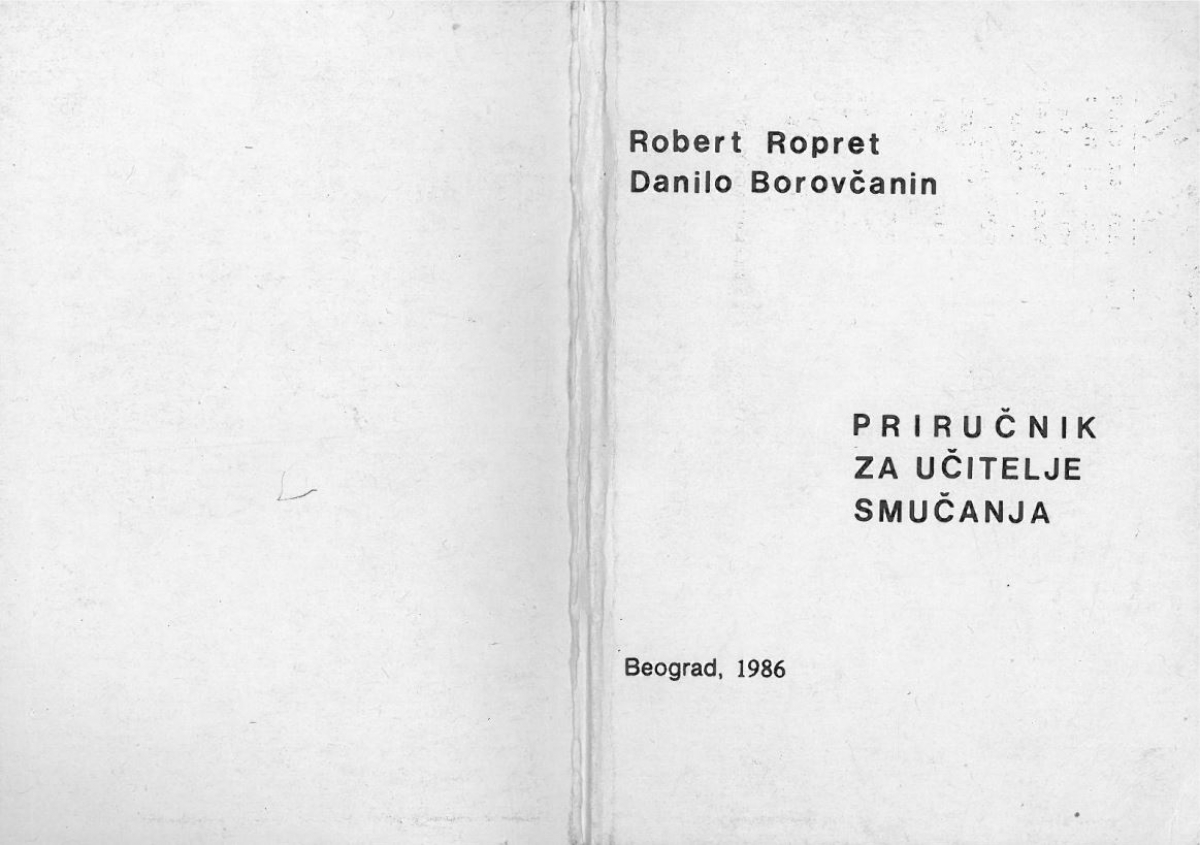 Robert Ropret
Danilo Borovčanin
PRIRUČNIK
ZA UČITELJE
SMUČANJA
Beograd, 1986